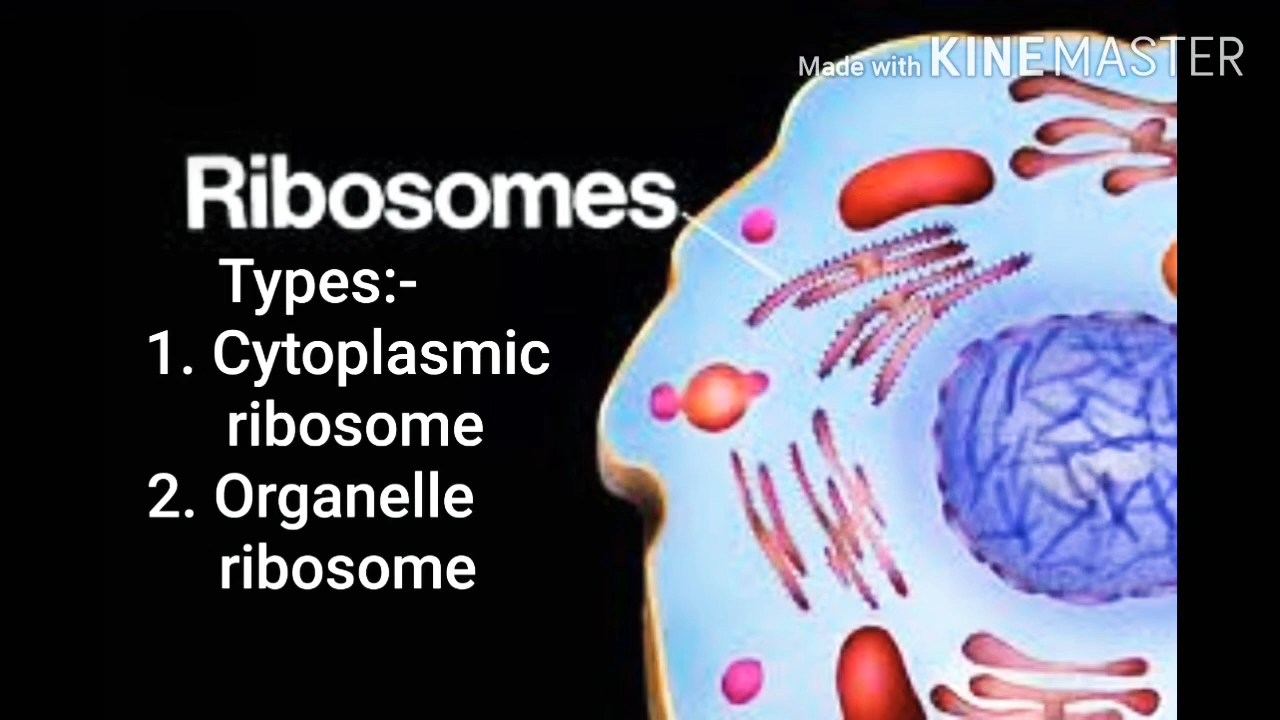 Made with KINEMASTER
Ribosomes
Types:-
1. Cytoplasmic
ribosome
2. Organelle
ribosome